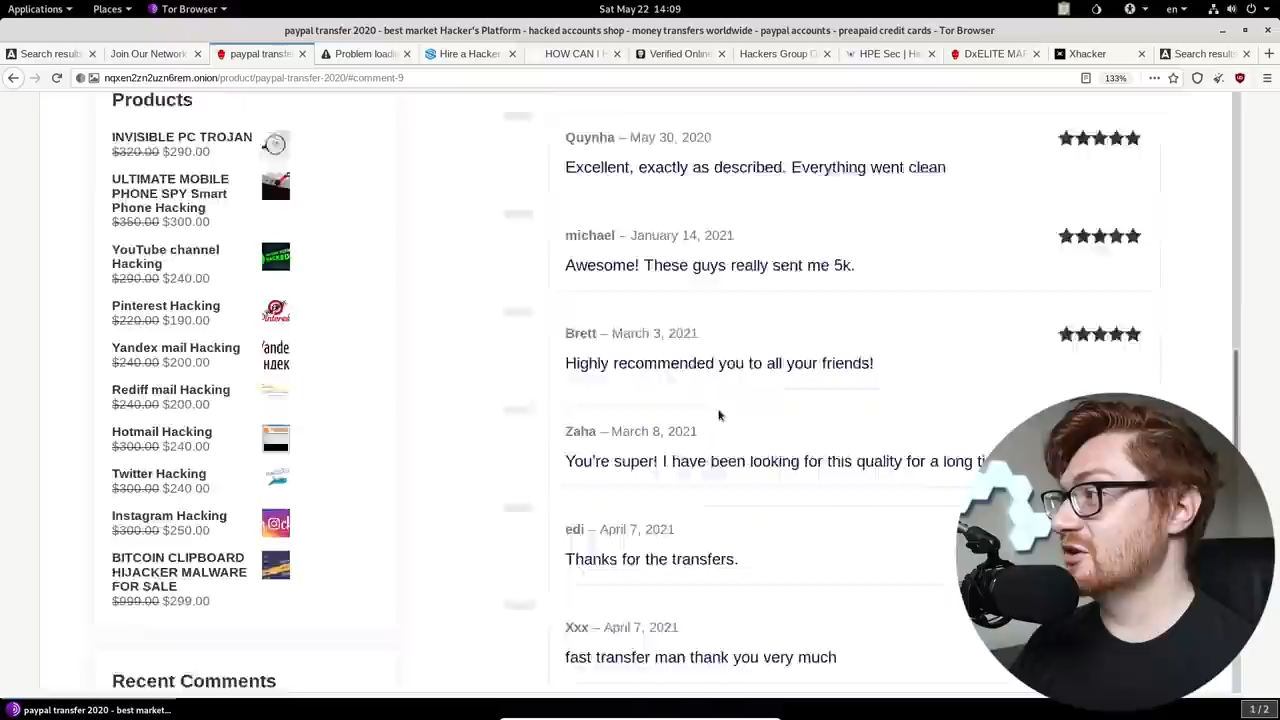 Applications
Places
Tor Browser
Sat May 22 14:09
en
paypal transfer 2020 - best market Hacker's Platform - hacked accounts shop - money transfers worldwide - paypal accounts - preapaid credit cards - Tor Browser
Search results
Join Our Network
paypal transfe
Problem loadi
Hire a Hacker
HOW CAN I H
Verified Online
Hackers Group
HPE Sec | Hi
DxELITE MA
Xhacker
Search results
nqxen2zn2uzn6rem.onion/product/paypal-transfer-2020/#comment-9
133%
Products
INVISIBLE PC TROJAN
$320.00 $290.00
ULTIMATE MOBILE
PHONE SPY Smart
Phone Hacking
$350.00 $300.00
YouTube channel
Hacking
$290.00 $240.00
Pinterest Hacking
$220.00 $190.00
Yandex mail Hacking
$240.00 $200.00
Rediff mail Hacking
$240.00 $200.00
Hotmail Hacking
$300.00 $240.00
Twitter Hacking
$300.00 $240.00
Instagram Hacking
$300.00 $250.00
BITCOIN CLIPBOARD
HIJACKER MALWARE
FOR SALE
$999.00 $299.00
Recent Comments
Quynha – May 30, 2020
Excellent, exactly as described. Everything went clean
michael – January 14, 2021
Awesome! These guys really sent me 5k.
Brett – March 3, 2021
Highly recommended you to all your friends!
Zaha – March 8, 2021
You're super! I have been looking for this quality for a long t
edi – April 7, 2021
Thanks for the transfers.
Xxx – April 7, 2021
fast transfer man thank you very much
paypal transfer 2020 - best market...
1 / 2